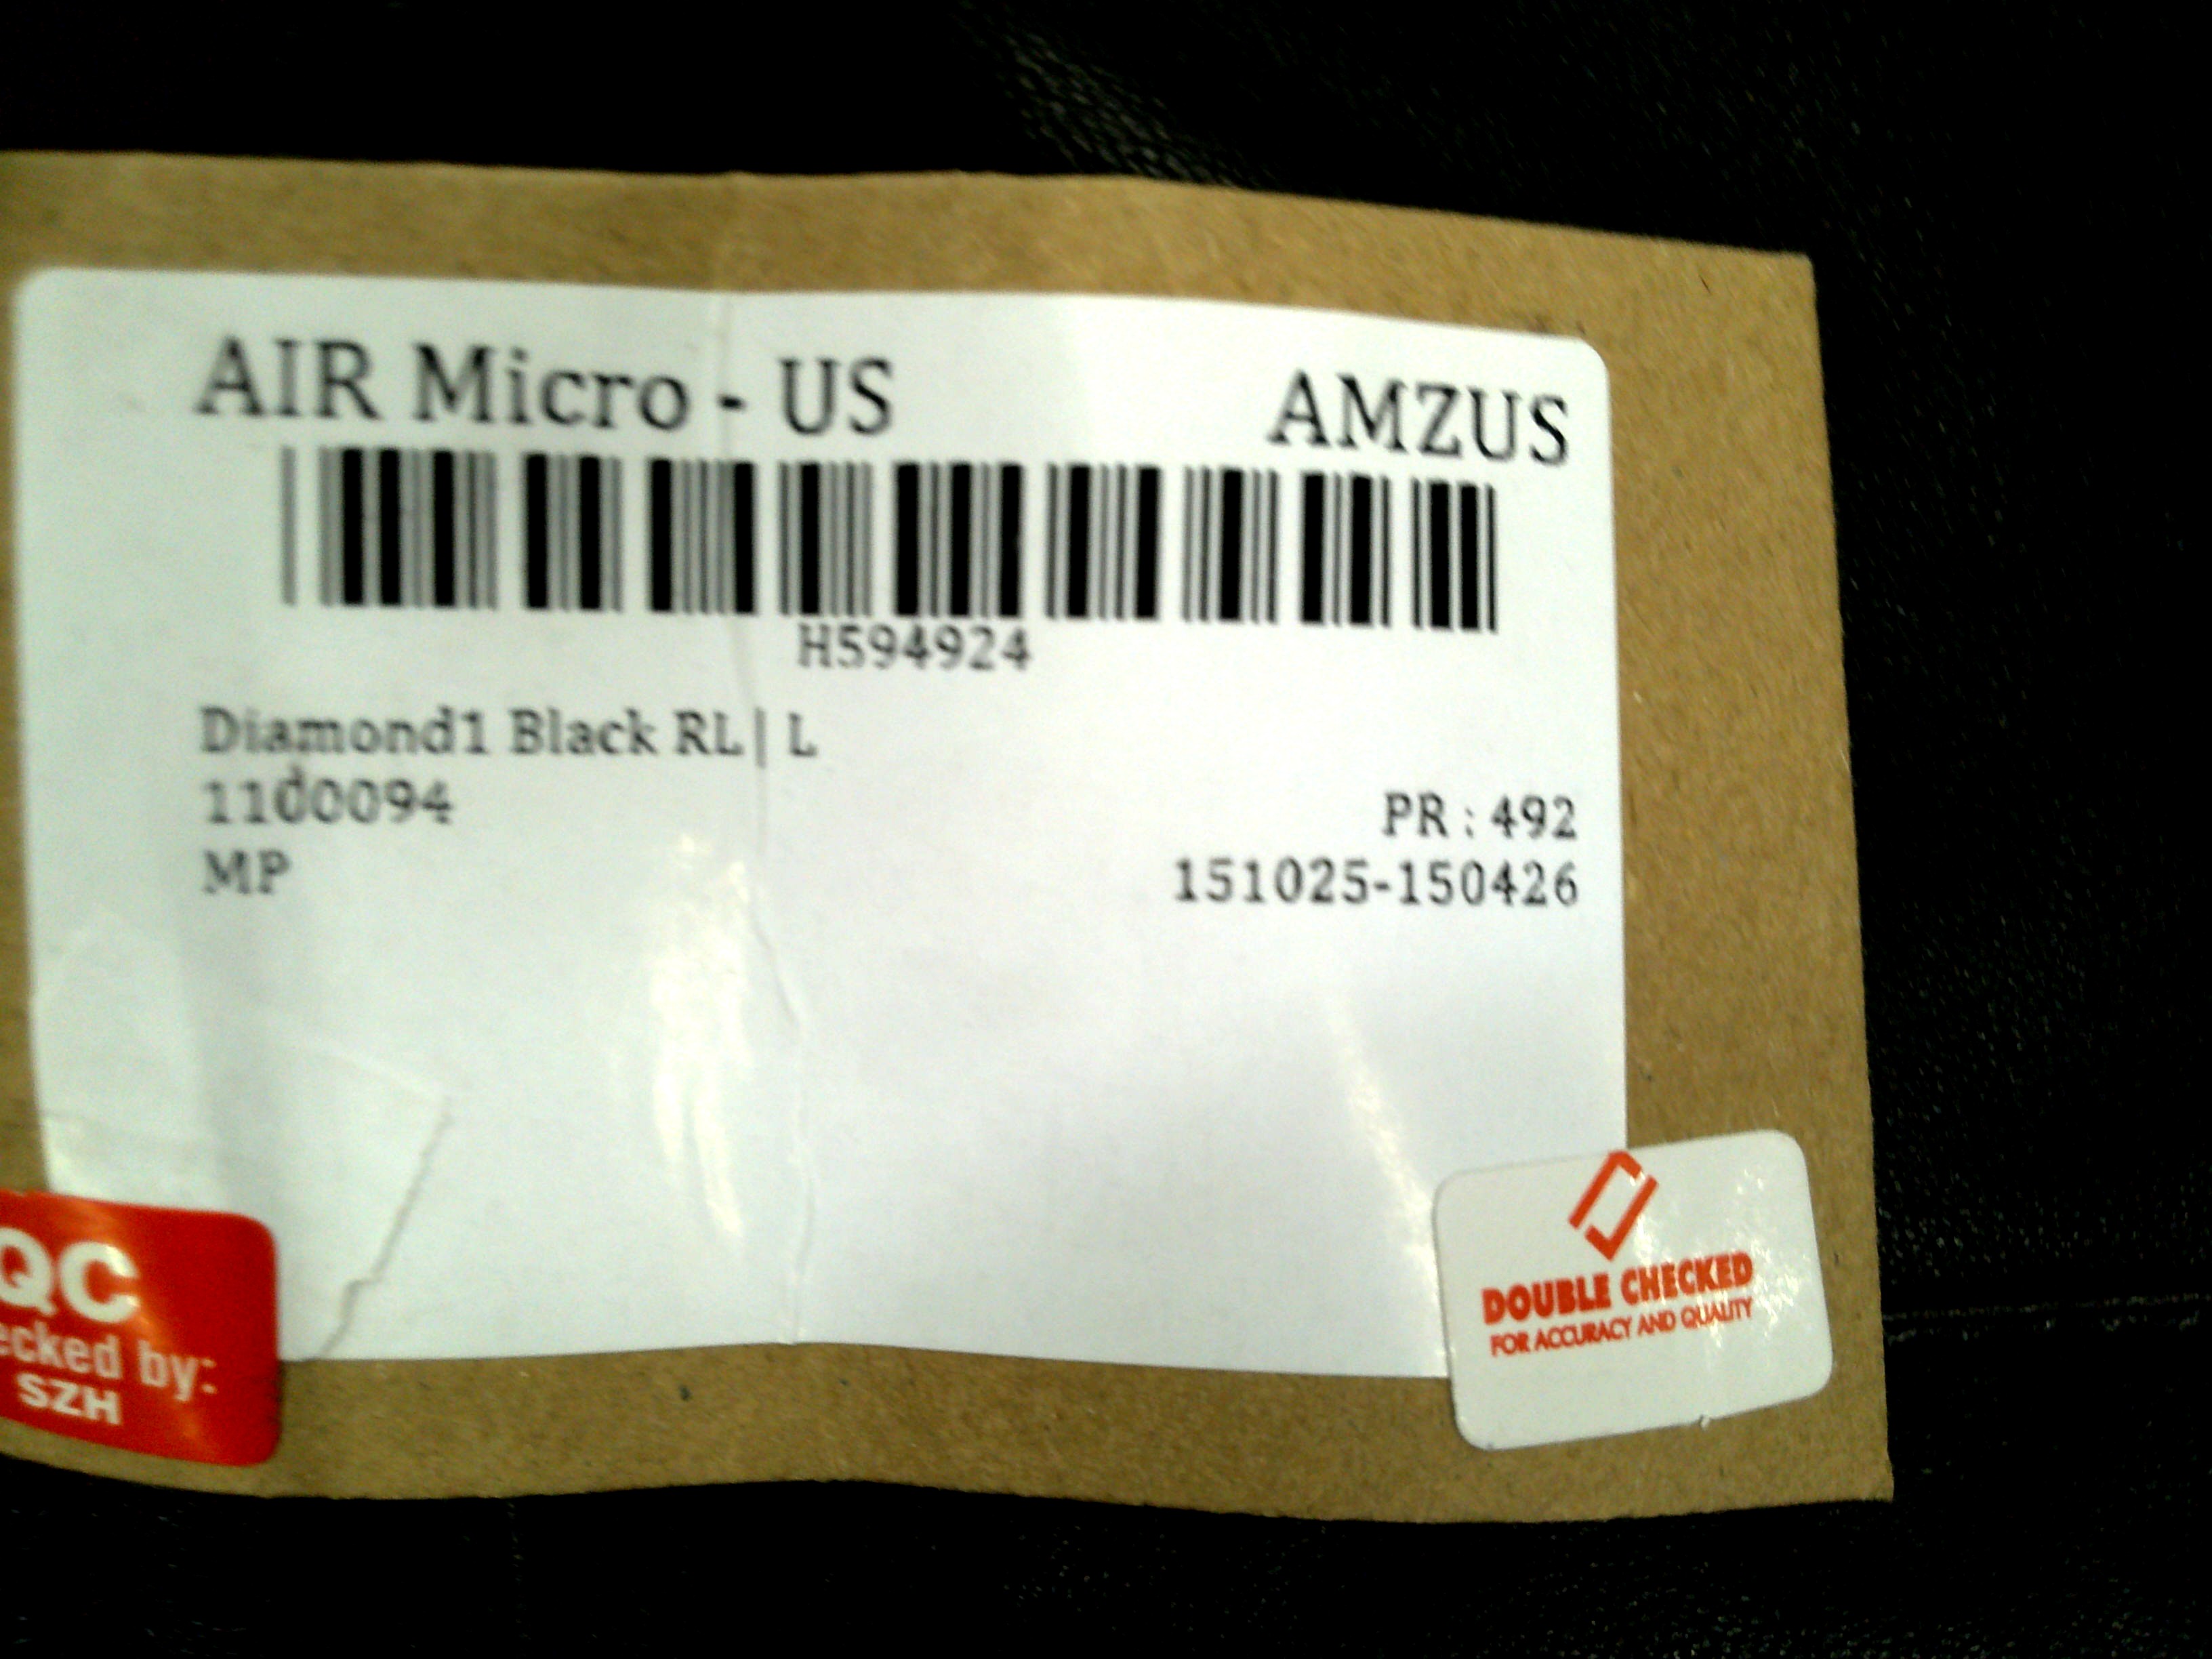 AIR Micro - US AMZUS
H594924
Diamond1 Black RL| L
1100094
PR : 492
MP
151025-150426
QC
ecked by:
SZH
DOUBLE CHECKED
FOR ACCURACY AND QUALITY